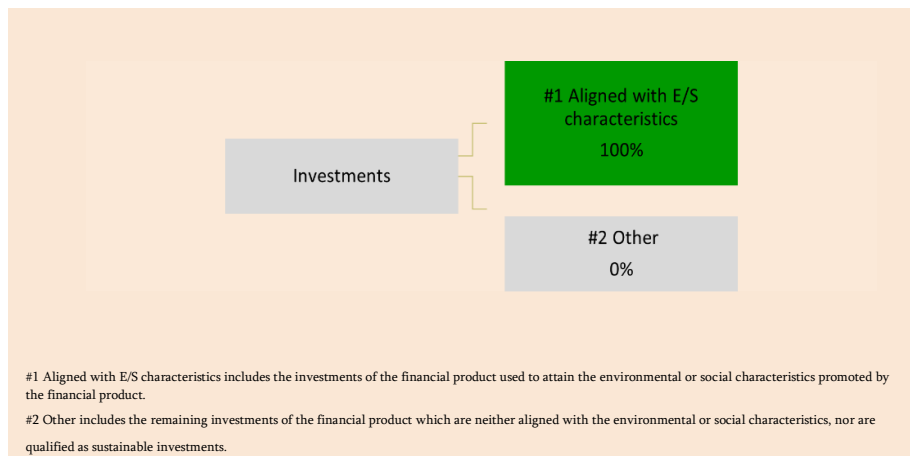 #1 Aligned with E/S
characteristics
100%
Investments
#2 Other
0%
#1 Aligned with E/S characteristics includes the investments of the financial product used to attain the environmental or social characteristics promoted by
the financial product.
#2 Other includes the remaining investments of the financial product which are neither aligned with the environmental or social characteristics, nor are
qualified as sustainable investments.